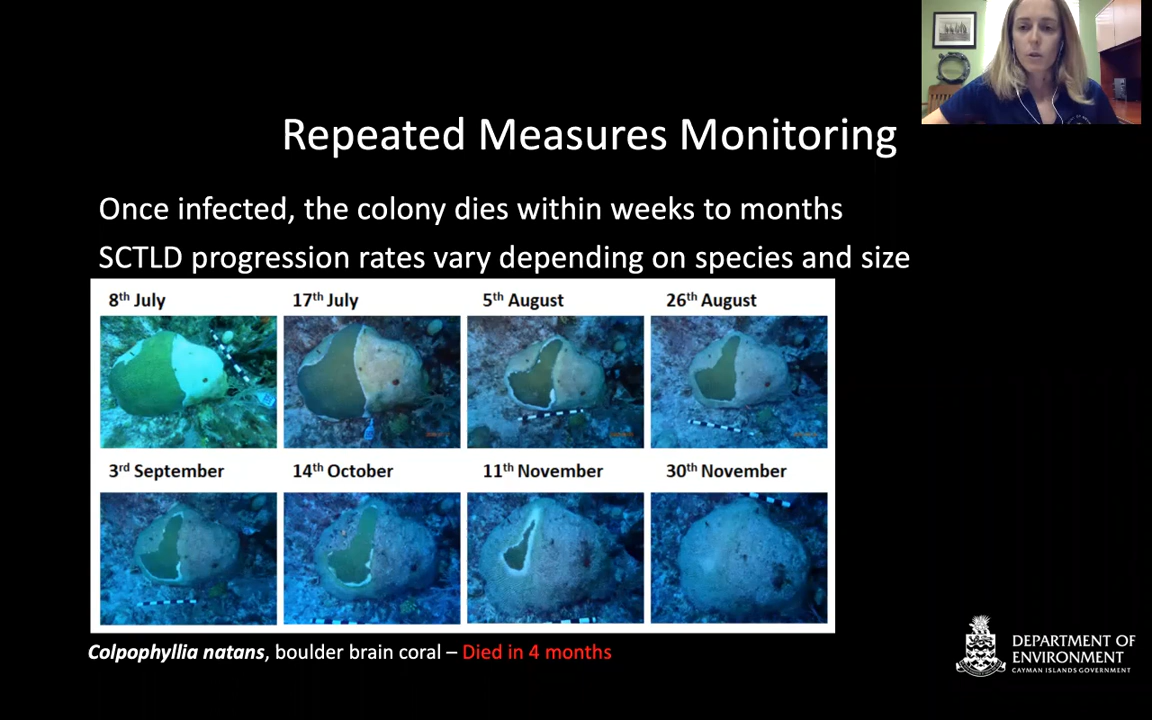 Repeated Measures Monitoring
Once infected, the colony dies within weeks to months
SCTLD progression rates vary depending on species and size
8th July
17th July
5th August
26th August
3rd September
14th October
11th November
30th November
Colpophyllia natans, boulder brain coral – Died in 4 months
DEPARTMENT OF
ENVIRONMENT
CAYMAN ISLANDS GOVERNMENT